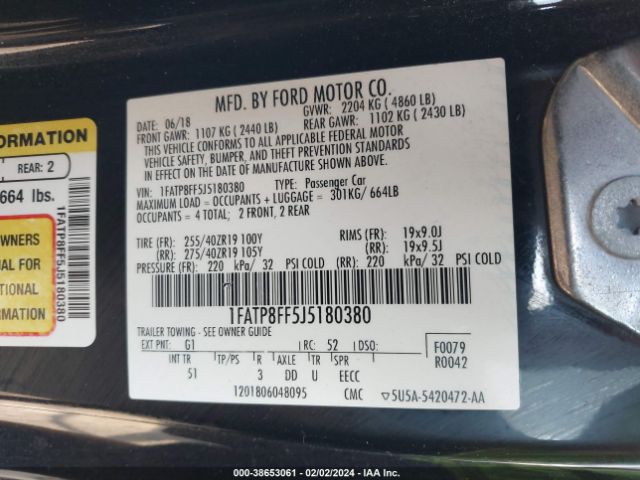 MFD. BY FORD MOTOR CO.
DATE: 06/18 GVWR: 2204 KG ( 4860 LB)
FRONT GAWR: 1107 KG ( 2440 LB) REAR GAWR: 1102 KG ( 2430 LB)
THIS VEHICLE CONFORMS TO ALL APPLICABLE FEDERAL MOTOR
VEHICLE SAFETY, BUMPER, AND THEFT PREVENTION STANDARDS
IN EFFECT ON THE DATE OF MANUFACTURE SHOWN ABOVE.
VIN: 1FATP8FF5J5180380 TYPE: Passenger Car
MAXIMUM LOAD = OCCUPANTS + LUGGAGE = 301KG/ 664LB
OCCUPANTS = 4 TOTAL; 2 FRONT, 2 REAR
TIRE (FR): 255/40ZR19 100Y RIMS (FR): 19x9.0J
(RR): 275/40ZR19 105Y (RR): 19x9.5J
PRESSURE (FR): 220 kPa/ 32 PSI COLD (RR): 220 kPa/ 32 PSI COLD
1FATP8FF5J5180380
TRAILER TOWING - SEE OWNER GUIDE
EXT PNT: G1 RC: 52 DSO: F0079
INT TR TP/PS R AXLE TR SPR R0042
51 3 DD U EECC
1201806048095 CMC ▽5U5A-5420472-AA
FORMATION
REAR: 2
664 lbs.
OWNERS
UAL FOR
TIONAL
RMATION
1FATP8FF5J5180380
000-38653061 - 02/02/2024 - IAA Inc.